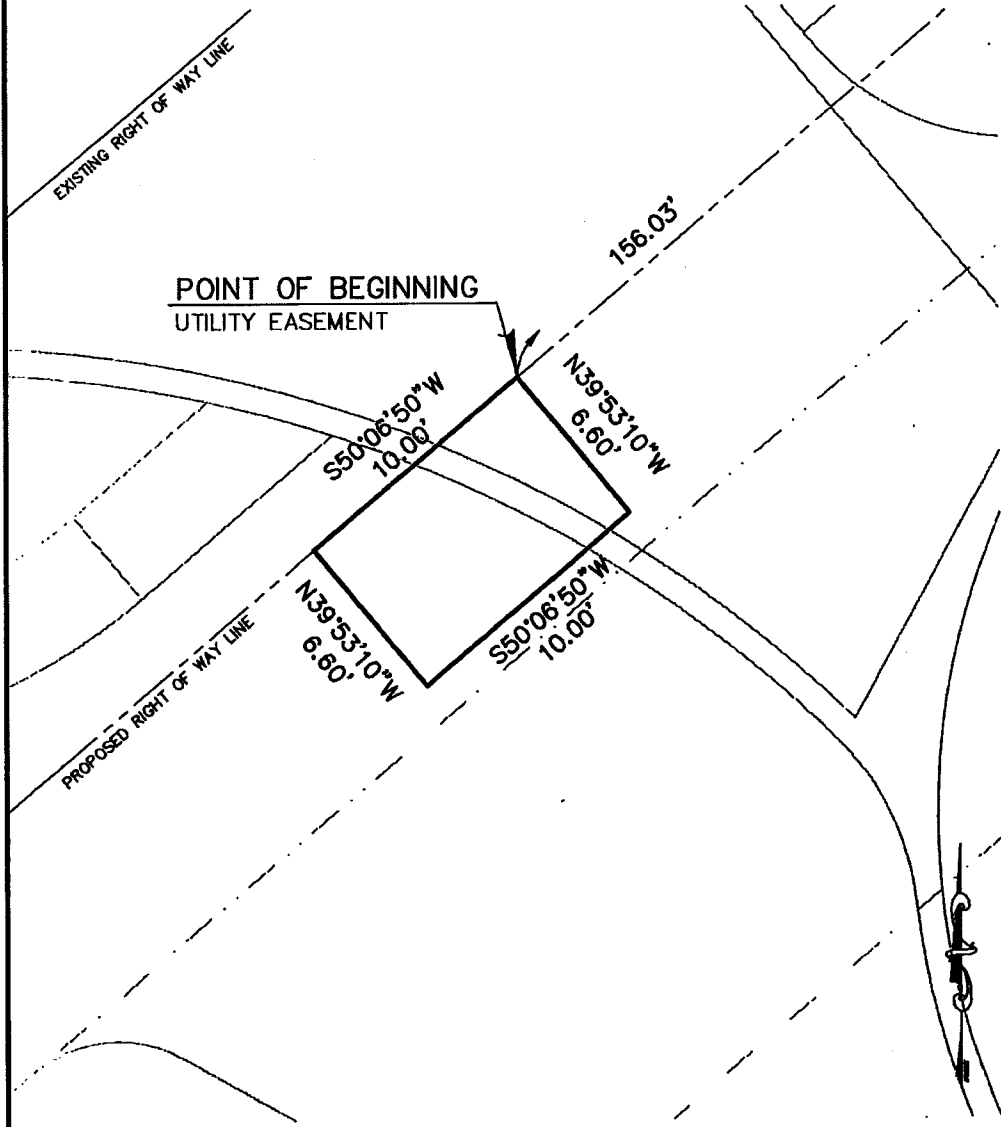 EXISTING RIGHT OF WAY LINE
156.03'
POINT OF BEGINNING
UTILITY EASEMENT
N39°53'10"W
6.60'
S50°06'50"W
10.00'
N39°53'10"W
6.60'
S50°06'50"W
10.00'
PROPOSED RIGHT OF WAY LINE